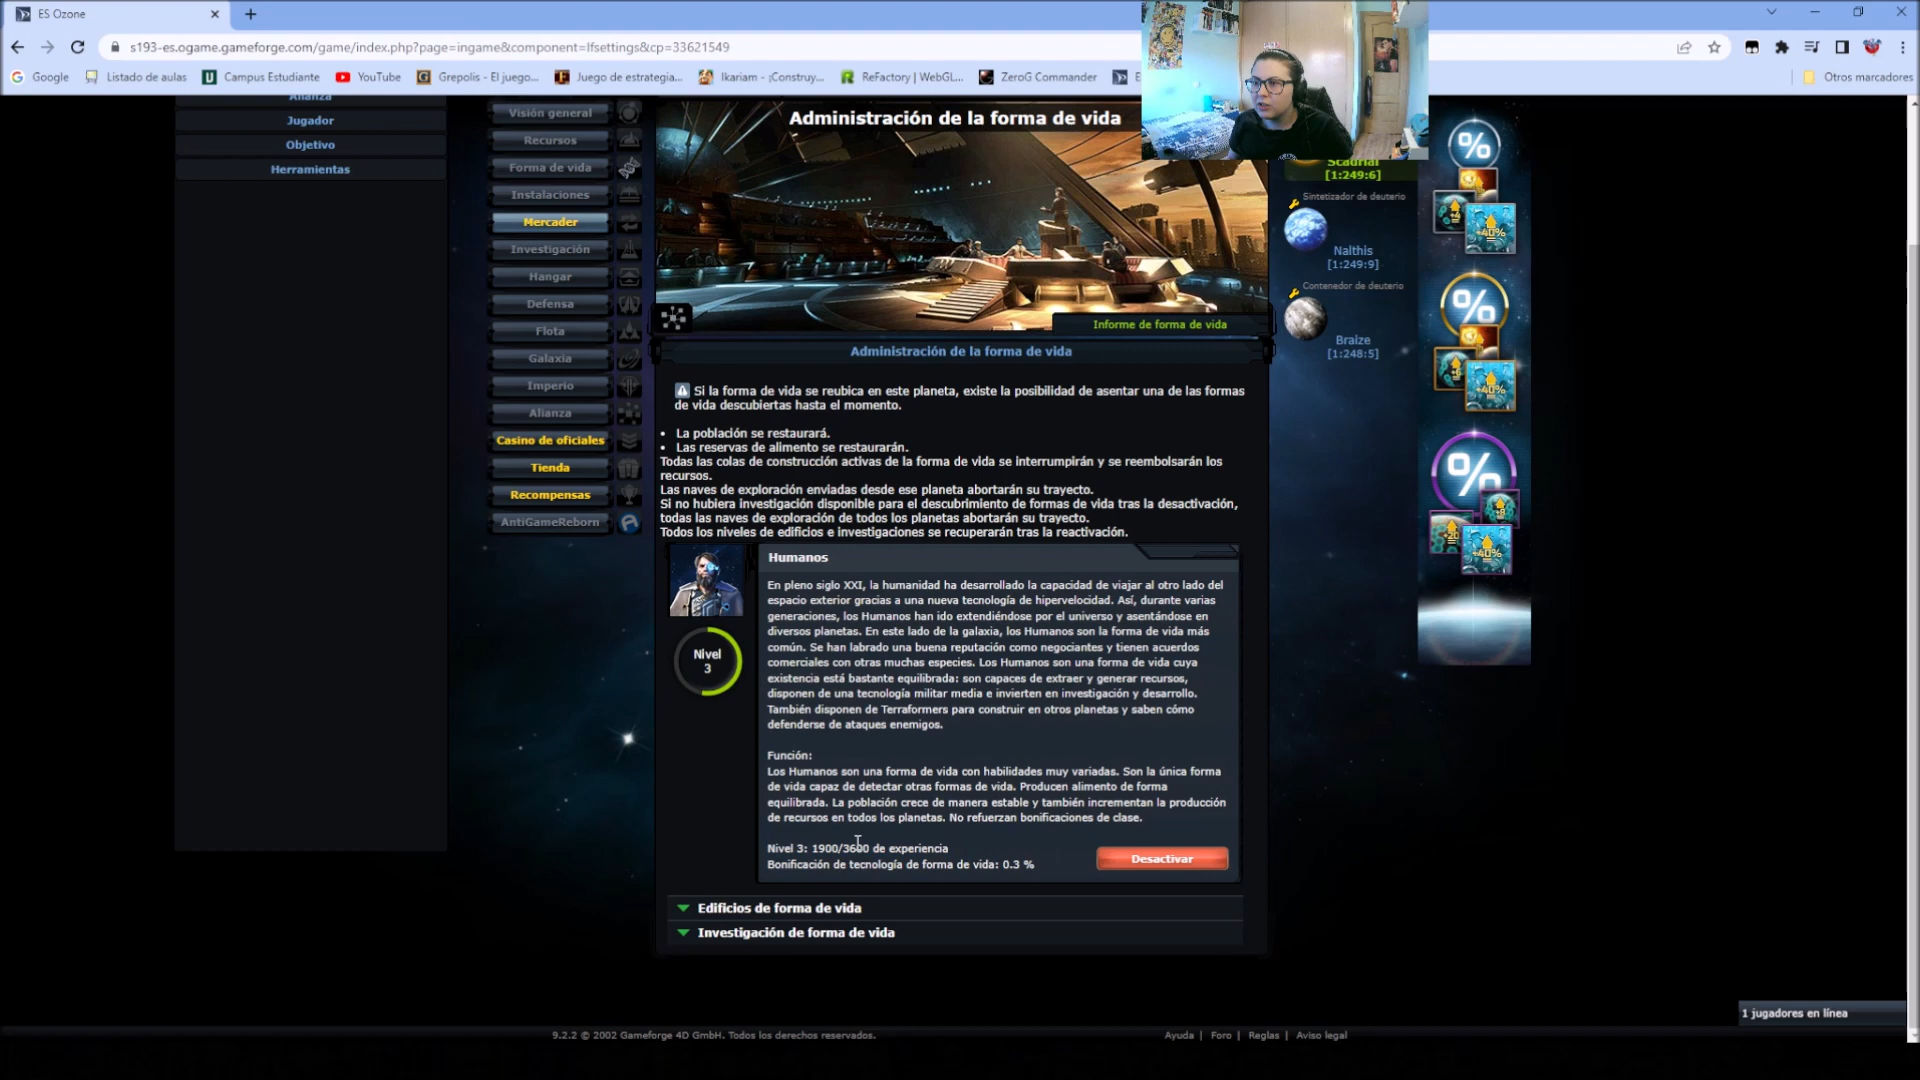 ES Ozone
s193-es.ogame.gameforge.com/game/index.php?page=ingame&component=lfsettings&cp=33621549
Google
Listado de aulas
Campus Estudiante
YouTube
Grepolis - El juego...
Juego de estrategia...
Ikariam - ¡Construy...
ReFactory | WebGL...
ZeroG Commander
Otros marcadores
Alianza
Jugador
Objetivo
Herramientas
Visión general
Recursos
Forma de vida
Instalaciones
Mercader
Investigación
Hangar
Defensa
Flota
Galaxia
Imperio
Alianza
Casino de oficiales
Tienda
Recompensas
AntiGameReborn
Administración de la forma de vida
Informe de forma de vida
Administración de la forma de vida
Si la forma de vida se reubica en este planeta, existe la posibilidad de asentar una de las formas
de vida descubiertas hasta el momento.
• La población se restaurará.
• Las reservas de alimento se restaurarán.
Todas las colas de construcción activas de la forma de vida se interrumpirán y se reembolsarán los
recursos.
Las naves de exploración enviadas desde ese planeta abortarán su trayecto.
Si no hubiera investigación disponible para el descubrimiento de formas de vida tras la desactivación,
todas las naves de exploración de todos los planetas abortarán su trayecto.
Todos los niveles de edificios e investigaciones se recuperarán tras la reactivación.
Humanos
Nivel
3
En pleno siglo XXI, la humanidad ha desarrollado la capacidad de viajar al otro lado del
espacio exterior gracias a una nueva tecnología de hipervelocidad. Así, durante varias
generaciones, los Humanos han ido extendiéndose por el universo y asentándose en
diversos planetas. En este lado de la galaxia, los Humanos son la forma de vida más
común. Se han labrado una buena reputación como negociantes y tienen acuerdos
comerciales con otras muchas especies. Los Humanos son una forma de vida cuya
existencia está bastante equilibrada: son capaces de extraer y generar recursos,
disponen de una tecnología militar media e invierten en investigación y desarrollo.
También disponen de Terraformers para construir en otros planetas y saben cómo
defenderse de ataques enemigos.
Función:
Los Humanos son una forma de vida con habilidades muy variadas. Son la única forma
de vida capaz de detectar otras formas de vida. Producen alimento de forma
equilibrada. La población crece de manera estable y también incrementan la producción
de recursos en todos los planetas. No refuerzan bonificaciones de clase.
Nivel 3: 1900/3600 de experiencia
Bonificación de tecnología de forma de vida: 0.3 %
Desactivar
Edificios de forma de vida
Investigación de forma de vida
Scadrial
[1:249:6]
Sintetizador de deuterio
Nalthis
[1:249:9]
Contenedor de deuterio
Braize
[1:248:5]
%
+4
+40%
%
+6
+40%
%
+8
+20
+40%
1 jugadores en línea
9.2.2 © 2002 Gameforge 4D GmbH. Todos los derechos reservados.
Ayuda | Foro | Reglas | Aviso legal